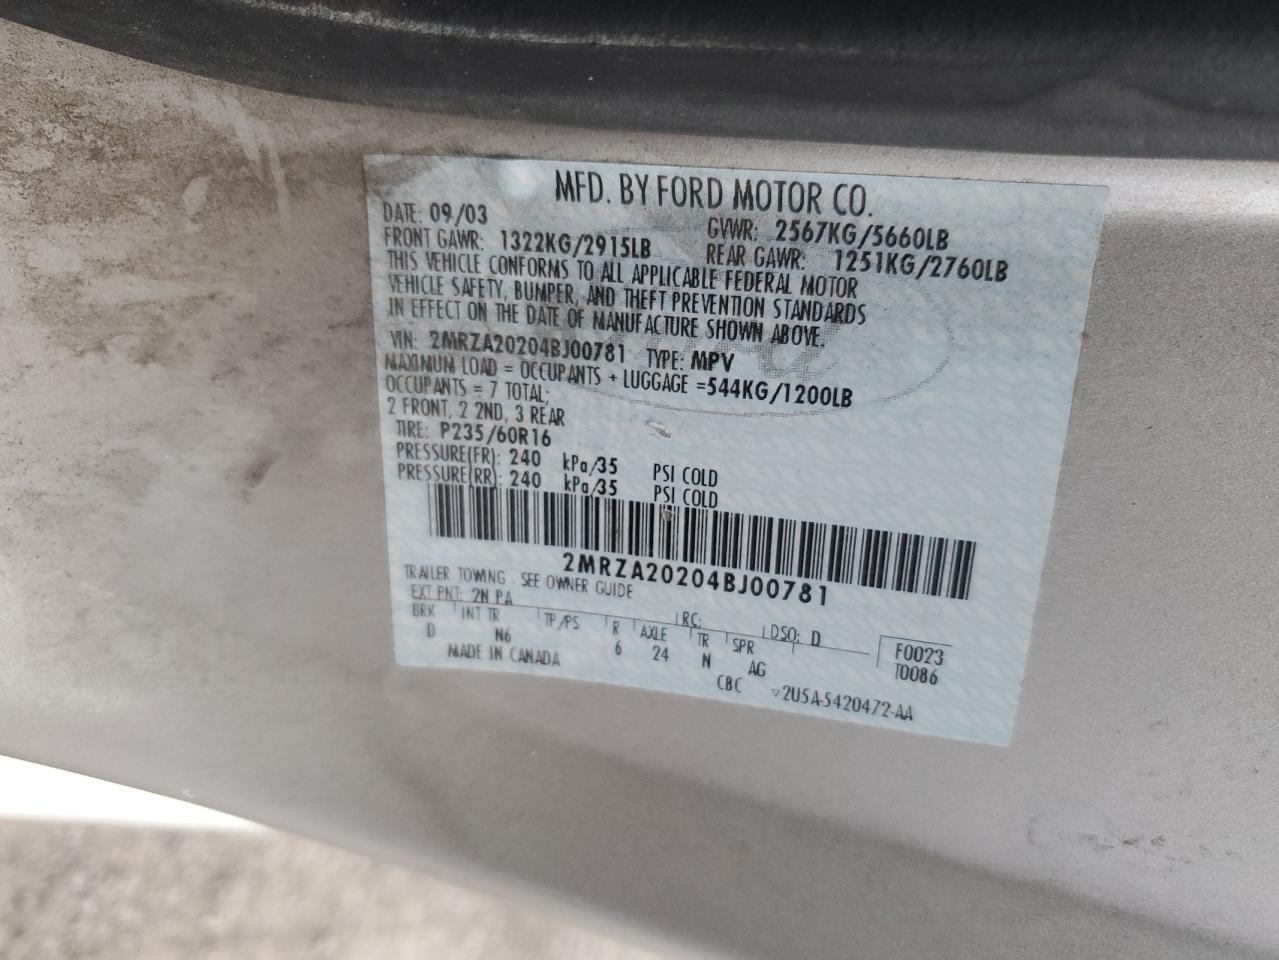 MFD. BY FORD MOTOR CO.
DATE: 09/03 GVWR: 2567KG/5660LB
FRONT GAWR: 1322KG/2915LB REAR GAWR: 1251KG/2760LB
THIS VEHICLE CONFORMS TO ALL APPLICABLE FEDERAL MOTOR
VEHICLE SAFETY, BUMPER, AND THEFT PREVENTION STANDARDS
IN EFFECT ON THE DATE OF MANUFACTURE SHOWN ABOVE.
VIN: 2MRZA20204BJ00781 TYPE: MPV
MAXIMUM LOAD = OCCUPANTS + LUGGAGE =544KG/1200LB
OCCUPANTS = 7 TOTAL;
2 FRONT, 2 2ND, 3 REAR
TIRE: P235/60R16
PRESSURE(FR): 240 kPa/35 PSI COLD
PRESSURE(RR): 240 kPa/35 PSI COLD
2MRZA20204BJ00781
TRAILER TOWING SEE OWNER GUIDE
EXT PNT: 2N PA RC: DSO: D
BRK INT TR TP/PS R AXLE TR SPR F0023
D N6 6 24 N AG T0086
MADE IN CANADA CBC 2U5A-5420472-AA